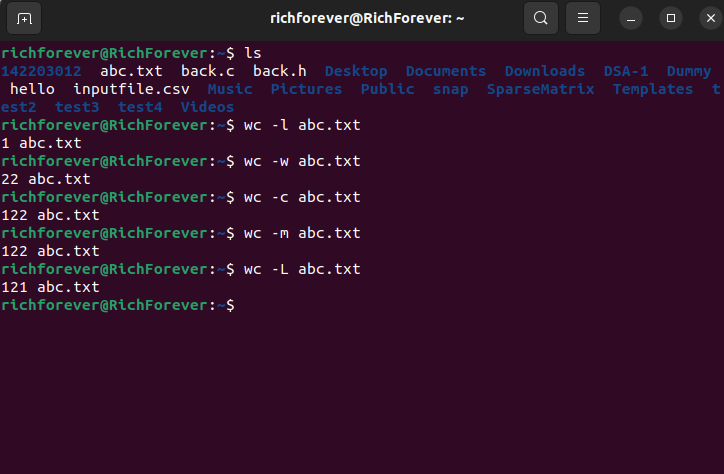 richforever@RichForever: ~
richforever@RichForever:~$ ls
142203012  abc.txt  back.c  back.h  Desktop  Documents  Downloads  DSA-1  Dummy
hello  inputfile.csv  Music  Pictures  Public  snap  SparseMatrix  Templates  t
est2  test3  test4  Videos
richforever@RichForever:~$ wc -l abc.txt
1 abc.txt
richforever@RichForever:~$ wc -w abc.txt
22 abc.txt
richforever@RichForever:~$ wc -c abc.txt
122 abc.txt
richforever@RichForever:~$ wc -m abc.txt
122 abc.txt
richforever@RichForever:~$ wc -L abc.txt
121 abc.txt
richforever@RichForever:~$